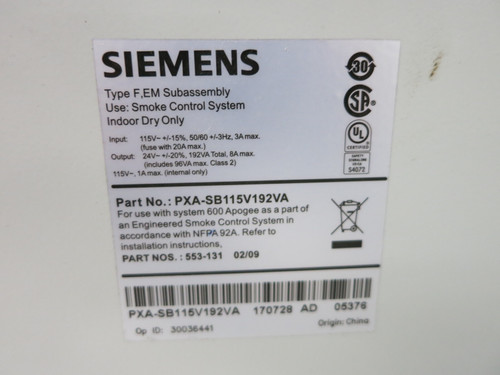 SIEMENS
Type F,EM Subassembly
Use: Smoke Control System
Indoor Dry Only
Input: 115V~ +/-15%, 50/60 +/-3Hz, 3A max.
(fuse with 20A max.)
Output: 24V~ +/-20%, 192VA Total, 8A max.
(includes 96VA max. Class 2)
115V~, 1A max. (internal only)
30
SA
UL
LISTED
S4072
Part No.: PXA-SB115V192VA
For use with system 600 Apogee as a part of
an Engineered Smoke Control System in
accordance with NFPA 92A. Refer to
installation instructions,
PART NOS. : 553-131 02/09
PXA-SB115V192VA 170728 AD 05376
Op ID: 30036441 Origin: China